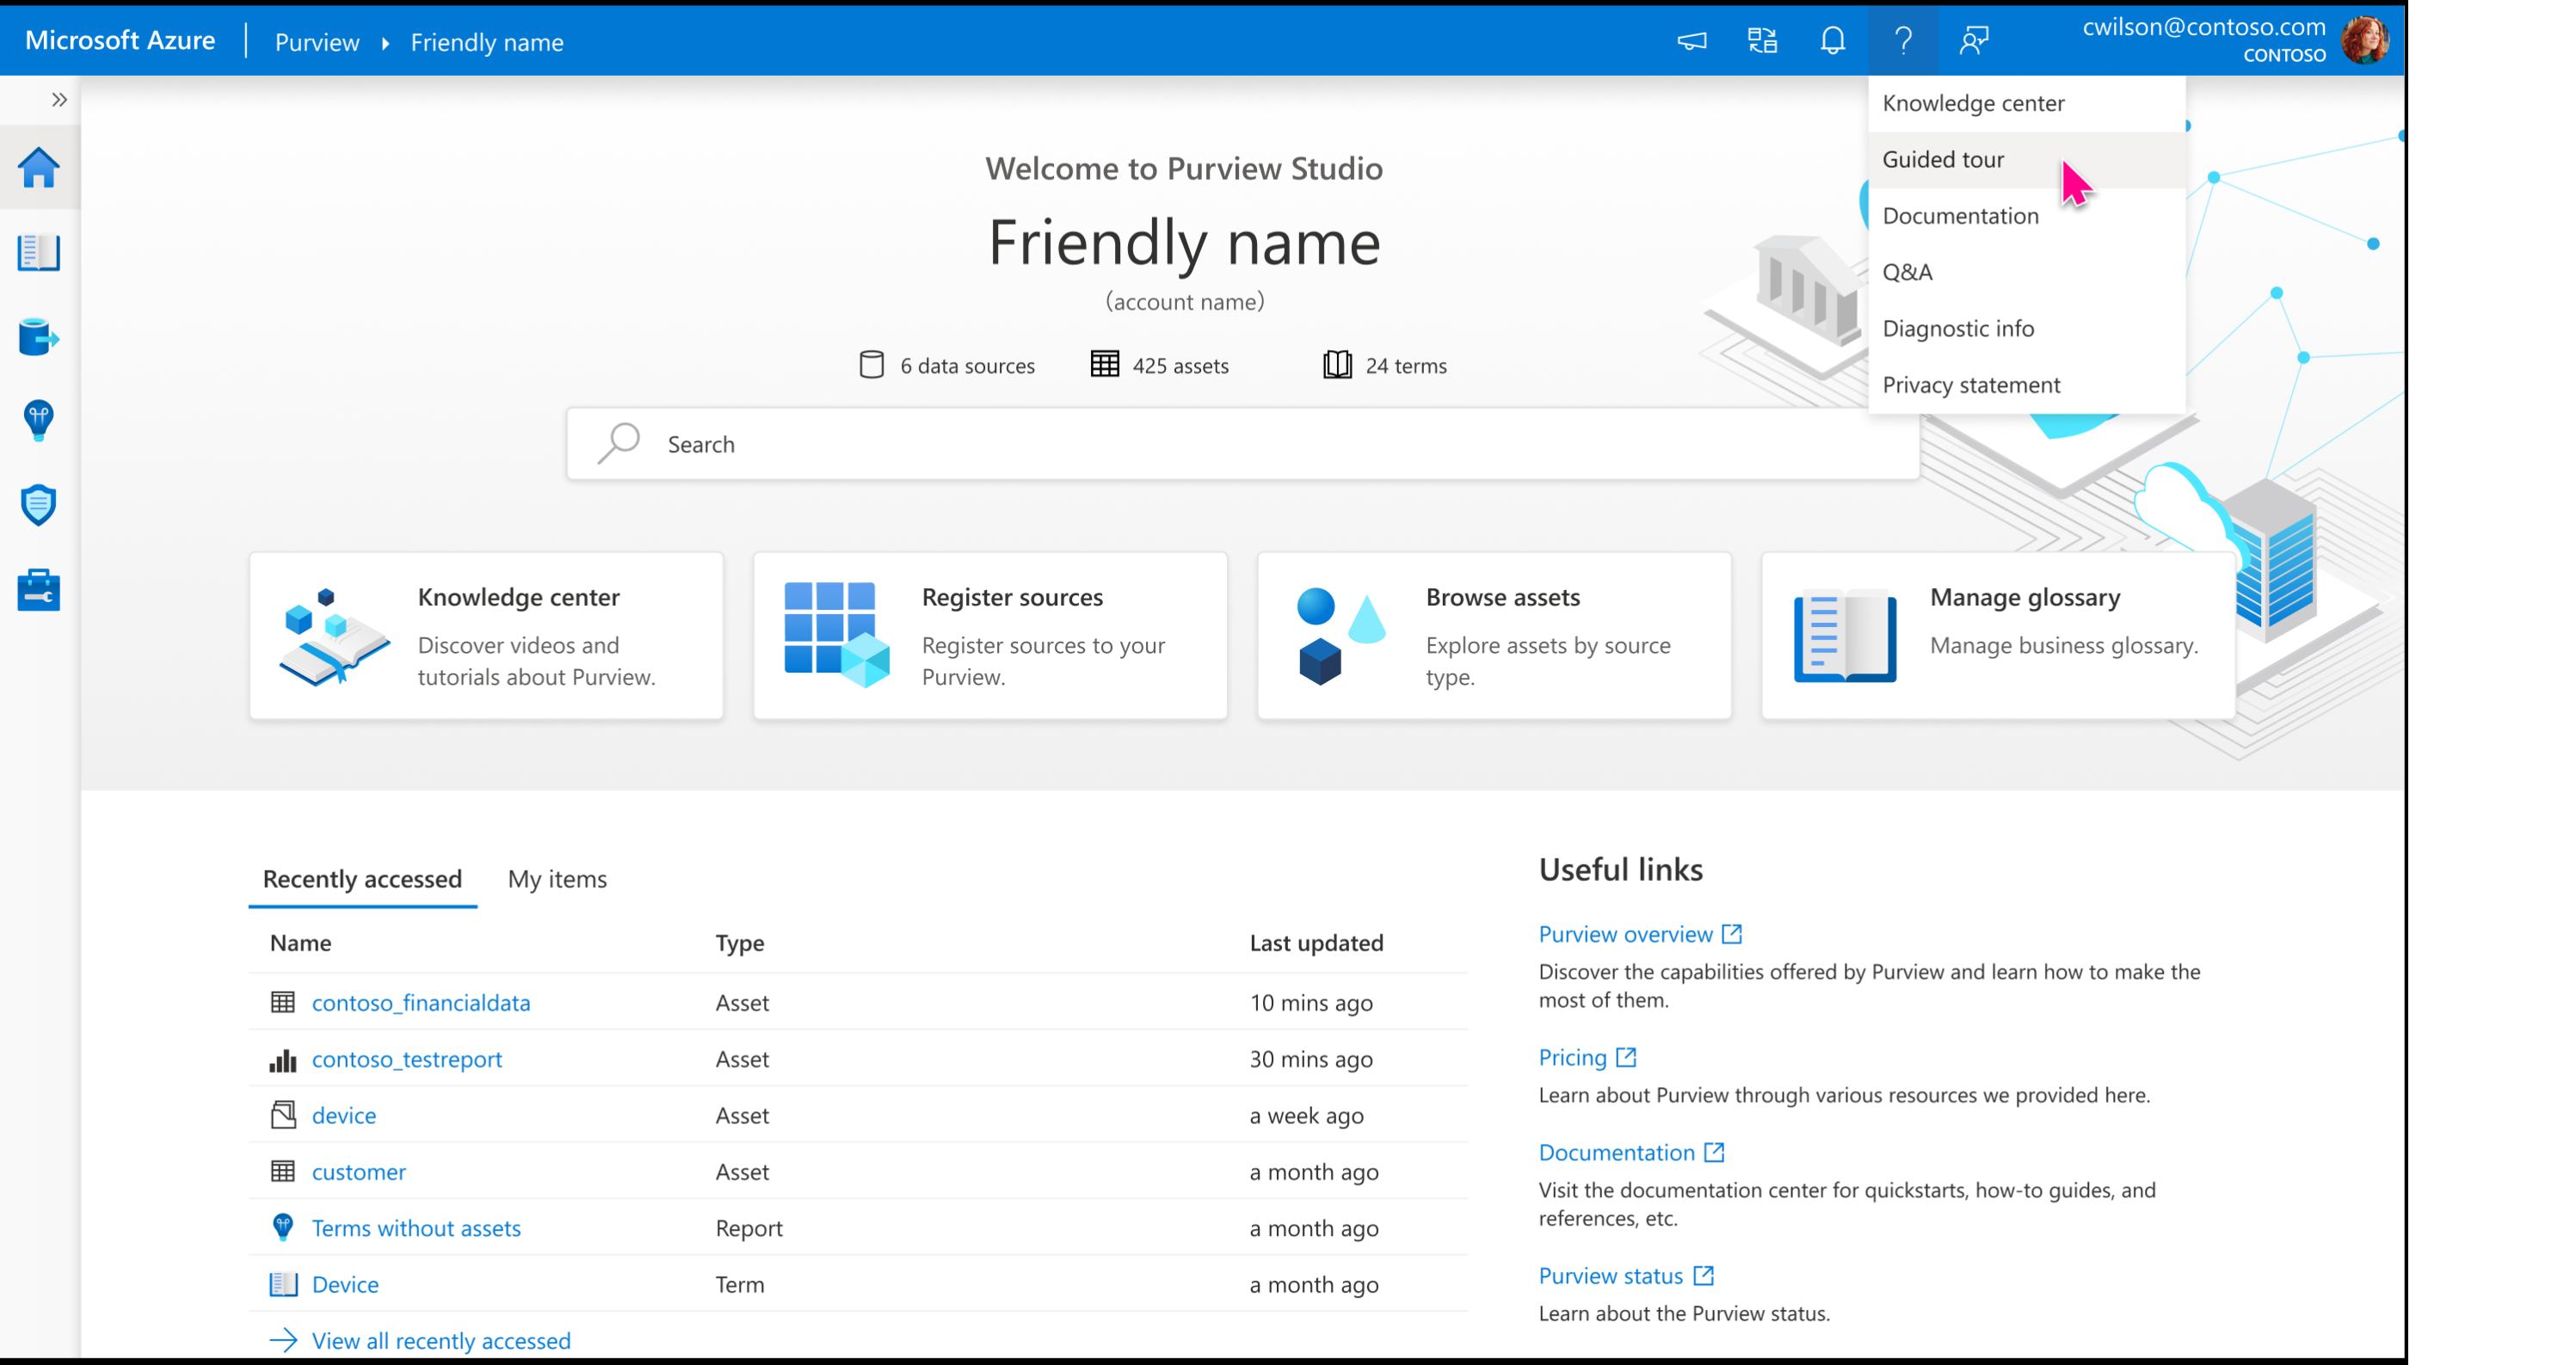 Microsoft Azure
Purview
Friendly name
?
cwilson@contoso.com
CONTOSO
Knowledge center
Guided tour
Documentation
Q&A
Diagnostic info
Privacy statement
Welcome to Purview Studio
Friendly name
(account name)
6 data sources
425 assets
24 terms
Search
Knowledge center
Discover videos and
tutorials about Purview.
Register sources
Register sources to your
Purview.
Browse assets
Explore assets by source
type.
Manage glossary
Manage business glossary.
Recently accessed
My items
Name Type Last updated
contoso_financialdata Asset 10 mins ago
contoso_testreport Asset 30 mins ago
device Asset a week ago
customer Asset a month ago
Terms without assets Report a month ago
Device Term a month ago
View all recently accessed
Useful links
Purview overview
Discover the capabilities offered by Purview and learn how to make the
most of them.
Pricing
Learn about Purview through various resources we provided here.
Documentation
Visit the documentation center for quickstarts, how-to guides, and
references, etc.
Purview status
Learn about the Purview status.